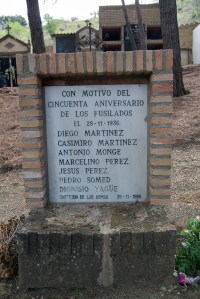 CON MOTIVO DEL
CINCUENTA ANIVERSARIO
DE LOS FUSILADOS
EL 28-11-1936
DIEGO MARTINEZ
CASIMIRO MARTINEZ
ANTONIO MONGE
MARCELINO PEREZ
JESUS PEREZ
PEDRO SOMED
DIONISIO YAGÜE